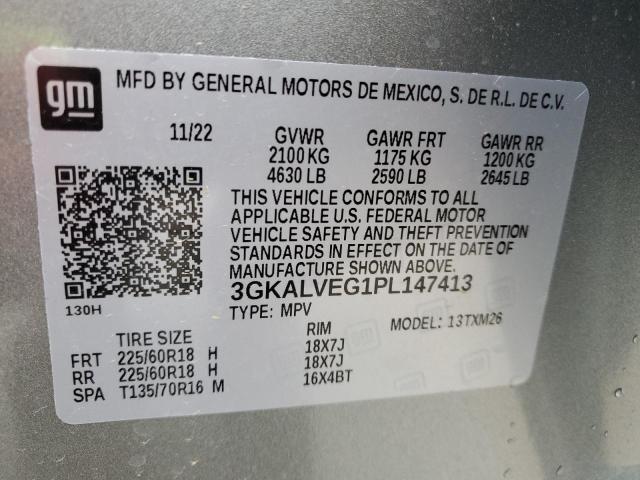 gm
MFD BY GENERAL MOTORS DE MEXICO, S. DE R.L. DE C.V.
11/22 GVWR GAWR FRT GAWR RR
2100 KG 1175 KG 1200 KG
4630 LB 2590 LB 2645 LB
THIS VEHICLE CONFORMS TO ALL
APPLICABLE U.S. FEDERAL MOTOR
VEHICLE SAFETY AND THEFT PREVENTION
STANDARDS IN EFFECT ON THE DATE OF
MANUFACTURE SHOWN ABOVE.
3GKALVEG1PL147413
130H
TYPE: MPV MODEL: 13TXM26
TIRE SIZE RIM
FRT 225/60R18 H 18X7J
RR 225/60R18 H 18X7J
SPA T135/70R16 M 16X4BT